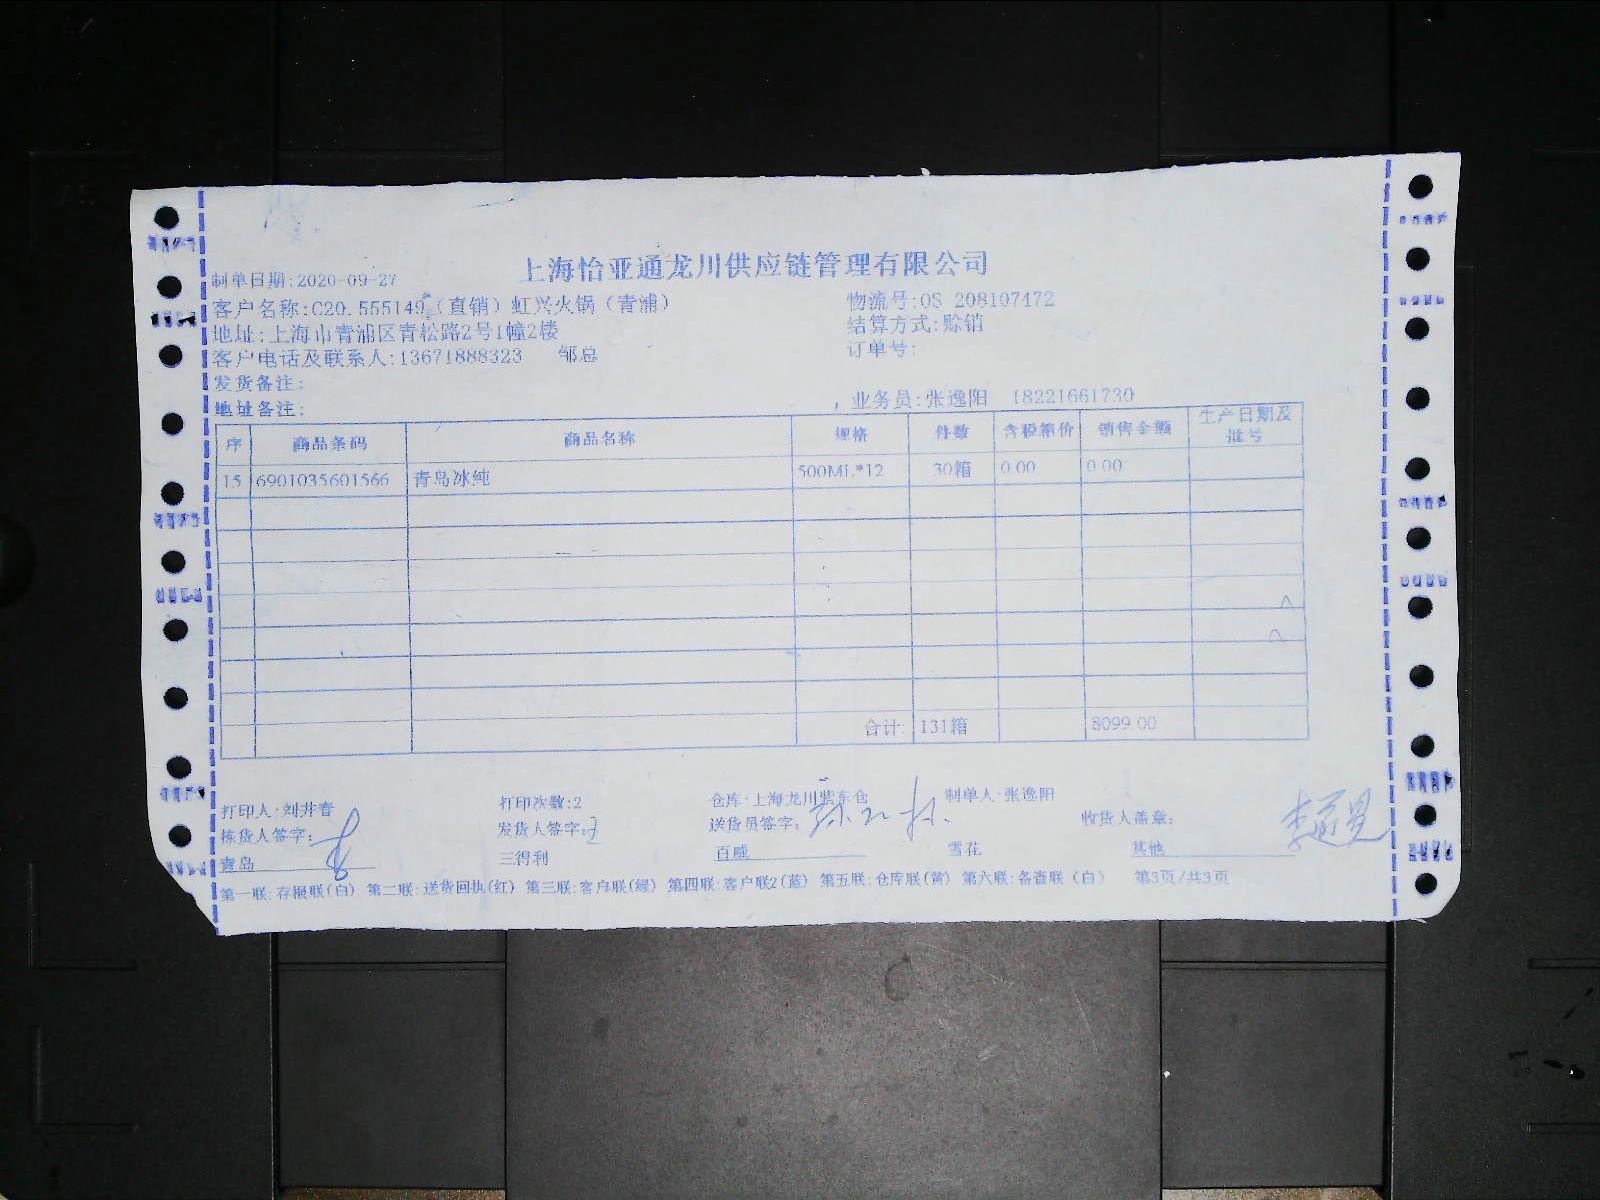 上海怡亚通龙川供应链管理有限公司
制单日期:2020-09-27
客户名称:C20.555149（直销）虹兴火锅（青浦） 物流号:OS 208107472
地址:上海市青浦区青松路2号1幢2楼 结算方式:赊销
客户电话及联系人:13671888323 邹总 订单号:
发货备注:
地址备注: , 业务员:张逸阳 18221661730
序 商品条码 商品名称 规格 件数 含税箱价 销售金额 生产日期及批号
15 6901035601566 青岛冰纯 500ML*12 30箱 0.00 0.00
合计: 131箱 8099.00
打印人:刘井春 打印次数:2 仓库:上海龙川紫东仓 制单人:张逸阳
拣货人签字: 发货人签字: 送货员签字: 收货人盖章:
青岛 三得利 百威 雪花 其他
第一联:存根联(白) 第二联:送货回执(红) 第三联:客户联(绿) 第四联:客户联2(蓝) 第五联:仓库联(黄) 第六联:备查联（白） 第3页/共3页